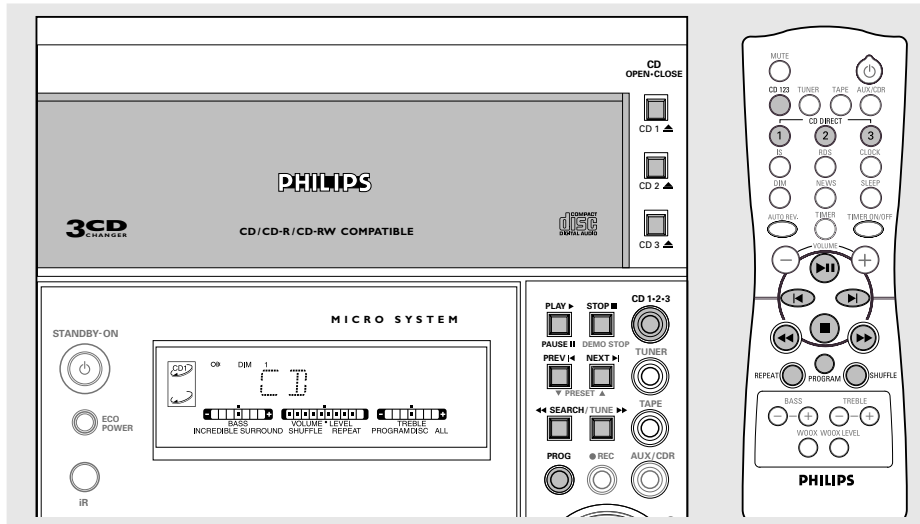 CD
OPEN•CLOSE
CD 1 ⏏
CD 2 ⏏
CD 3 ⏏
PHILIPS
3CD
CHANGER
CD/CD-R/CD-RW COMPATIBLE
COMPACT
disc
DIGITAL AUDIO
MICRO SYSTEM
STANDBY-ON
ECO
POWER
iR
CD1
DIM 1
CD
BASS VOLUME LEVEL TREBLE
INCREDIBLE SURROUND SHUFFLE REPEAT PROGRAM DISC ALL
PLAY ▶ STOP ■ CD 1•2•3
PAUSE II DEMO STOP
TUNER
PREV |◀ NEXT ▶|
▼ PRESET ▲
TAPE
◀◀ SEARCH/TUNE ▶▶
PROG ● REC AUX/CDR
MUTE
CD 123 TUNER TAPE AUX/CDR
CD DIRECT
1 2 3
IS RDS CLOCK
DIM NEWS SLEEP
AUTO REV. TIMER TIMER ON/OFF
VOLUME
REPEAT PROGRAM SHUFFLE
BASS TREBLE
WOOX WOOX LEVEL
PHILIPS